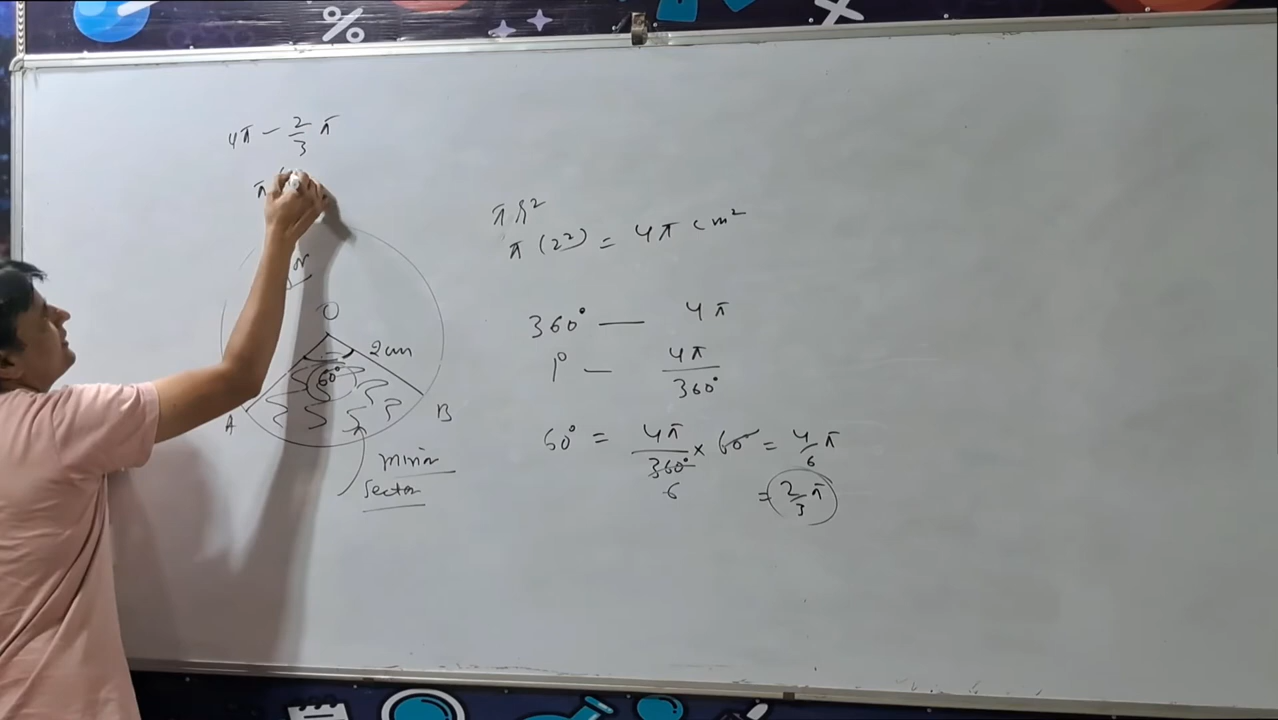 %
4π - 2/3 π
π
O
2cm
60°
A
B
minor
sector
πr²
π (2²) = 4π cm²
360° — 4π
1° — 4π/360°
60° = 4π/360° × 60° = 4/6 π
6
= 2/3 π